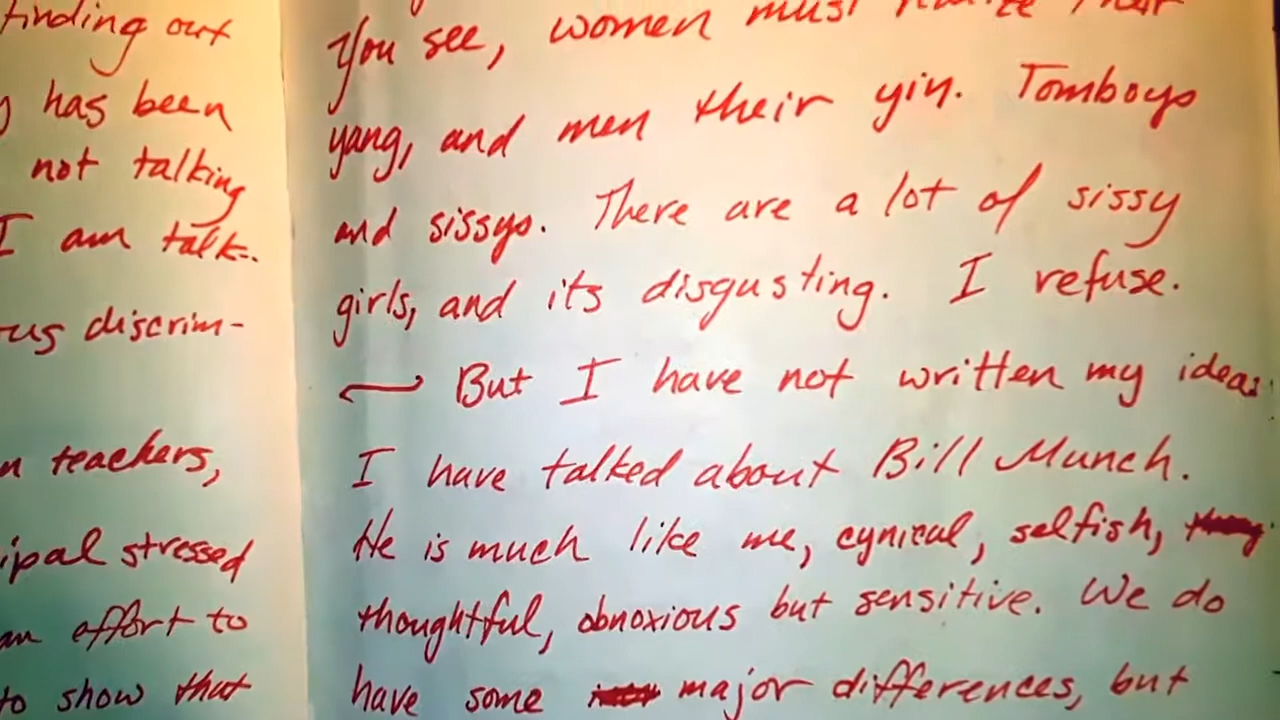 finding out
has been
not talking
I am talk-
us discrim-
teachers,
stressed
effort to
to show that
You see, women must their
yang, and men their yin. Tomboys
and sissys. There are a lot of sissy
girls, and its disgusting. I refuse.
But I have not written my ideas
I have talked about Bill Munch.
He is much like me, cynical, selfish,
thoughtful, obnoxious but sensitive. We do
have some major differences, but